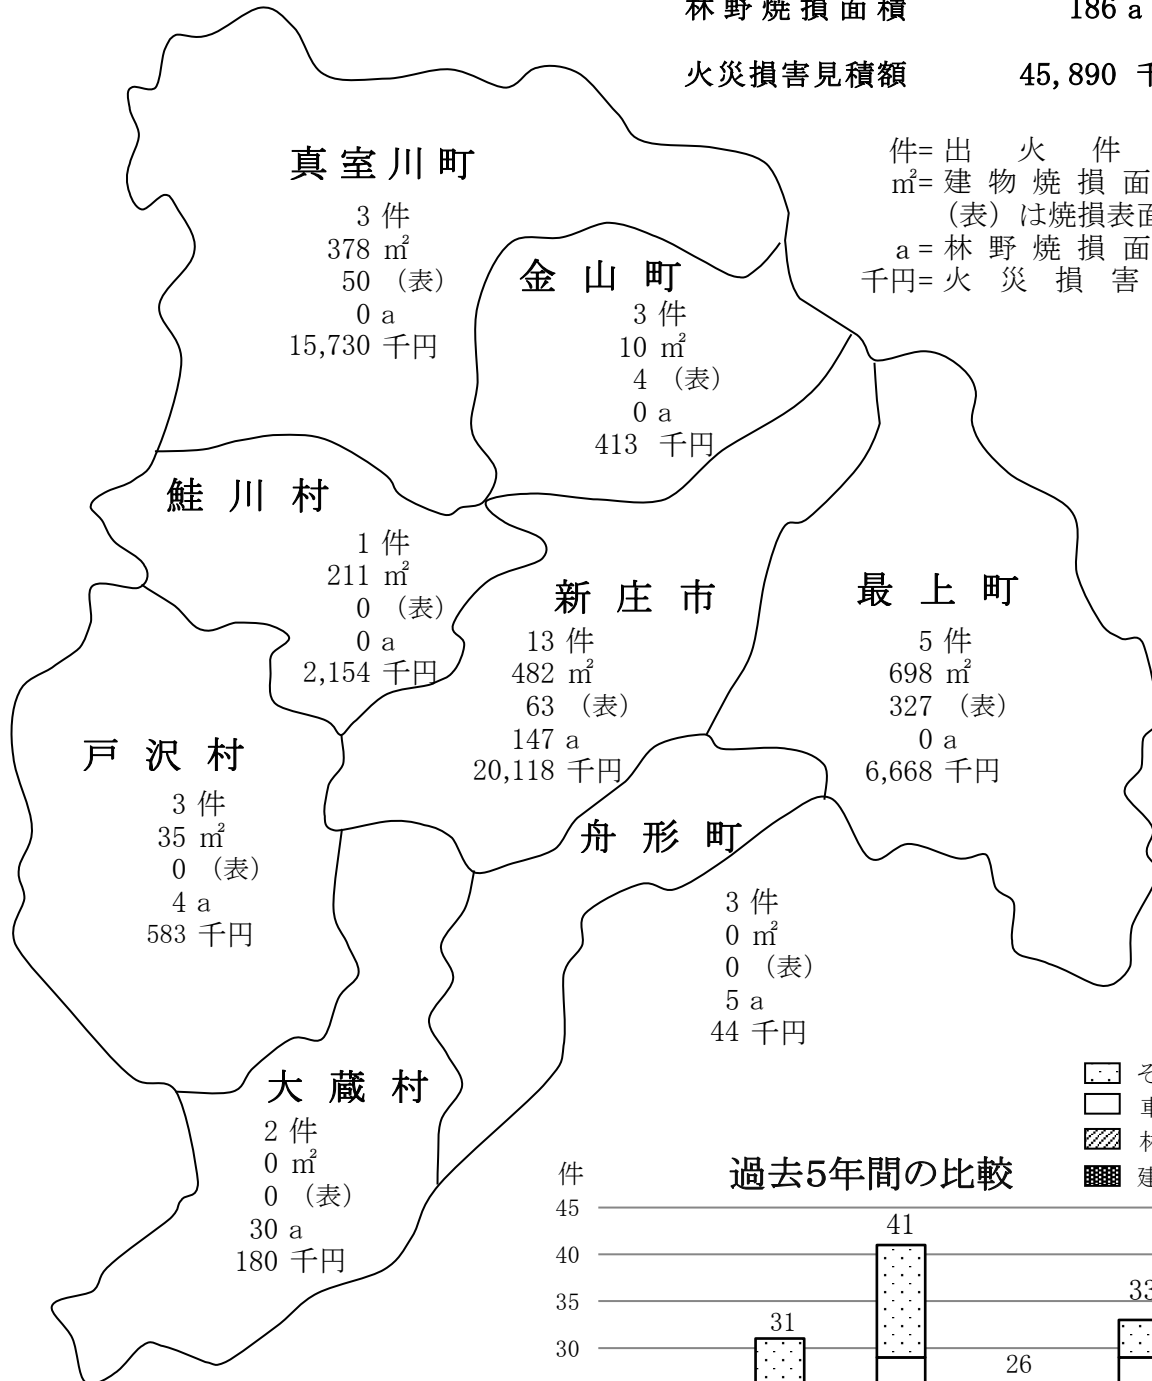 林野焼損面積 186 a
火災損害見積額 45,890 千
件= 出 火 件
㎡= 建 物 焼 損 面
（表）は焼損表面
a = 林 野 焼 損 面
千円= 火 災 損 害
真室川町
3 件
378 ㎡
50 （表）
0 a
15,730 千円
金 山 町
3 件
10 ㎡
4 （表）
0 a
413 千円
鮭 川 村
1 件
211 ㎡
0 （表）
0 a
2,154 千円
新 庄 市
13 件
482 ㎡
63 （表）
147 a
20,118 千円
最 上 町
5 件
698 ㎡
327 （表）
0 a
6,668 千円
戸 沢 村
3 件
35 ㎡
0 （表）
4 a
583 千円
舟 形 町
3 件
0 ㎡
0 （表）
5 a
44 千円
大 蔵 村
2 件
0 ㎡
0 （表）
30 a
180 千円
そ
車
林
建
過去5年間の比較
件
45
40
35
30
31
41
26
33